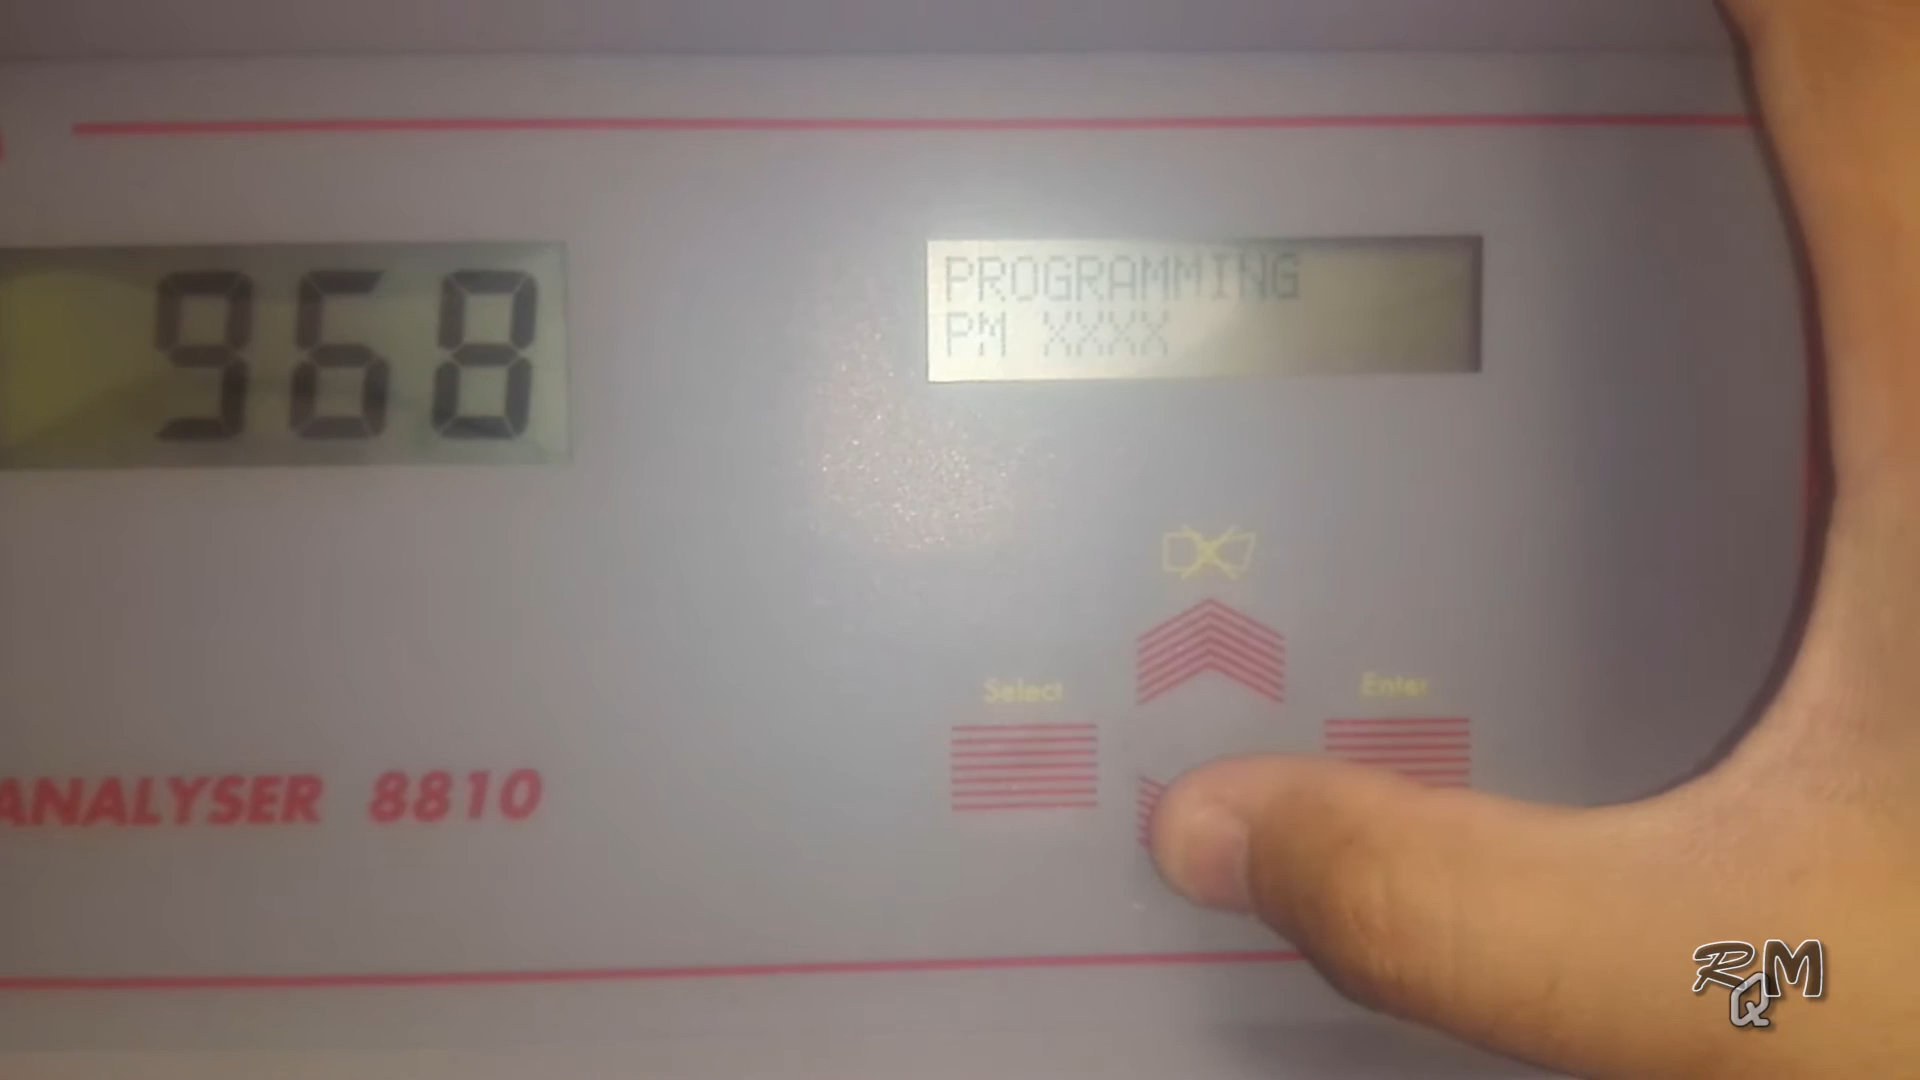 968
PROGRAMMING
PM XXXX
Select
Enter
ANALYSER 8810
RQM